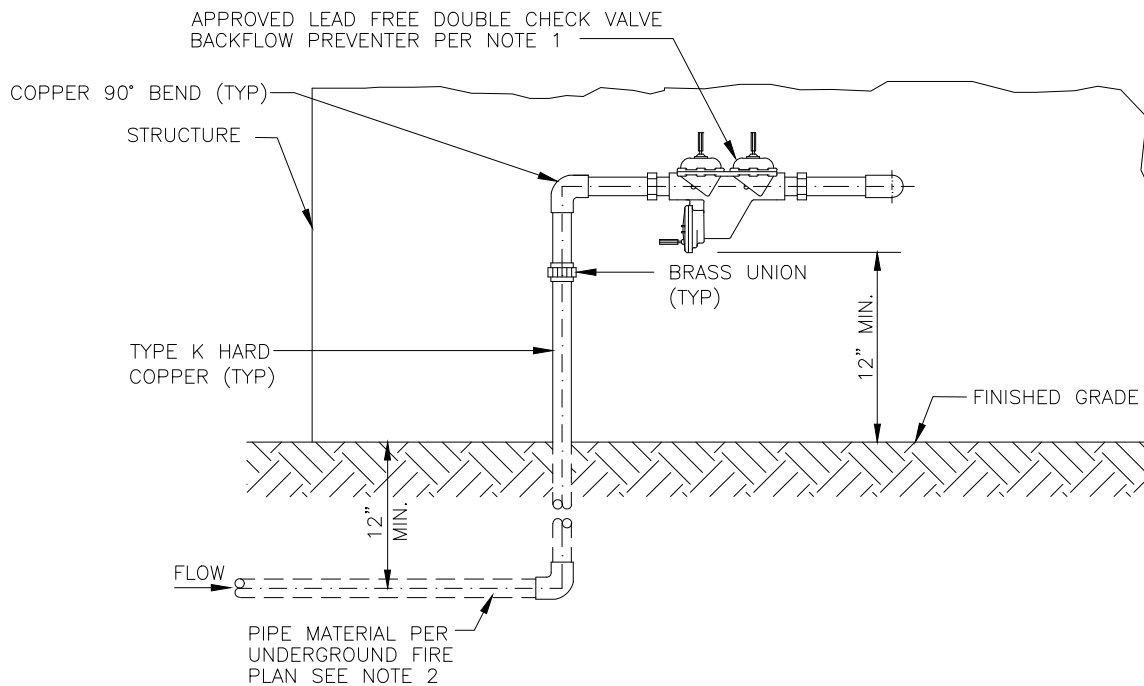 APPROVED LEAD FREE DOUBLE CHECK VALVE
BACKFLOW PREVENTER PER NOTE 1
COPPER 90° BEND (TYP)
STRUCTURE
BRASS UNION
(TYP)
12" MIN.
TYPE K HARD
COPPER (TYP)
FINISHED GRADE
12"
MIN.
FLOW
PIPE MATERIAL PER
UNDERGROUND FIRE
PLAN SEE NOTE 2